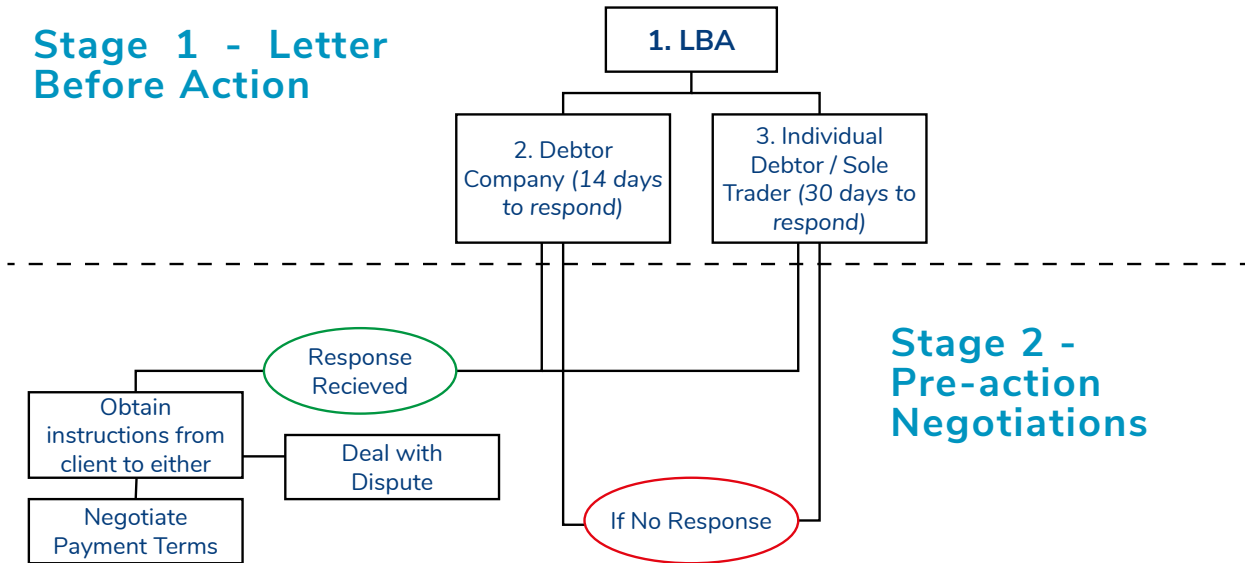 Stage 1 - Letter
Before Action
1. LBA
2. Debtor
Company (14 days
to respond)
3. Individual
Debtor / Sole
Trader (30 days to
respond)
Response
Recieved
Stage 2 -
Pre-action
Negotiations
Obtain
instructions from
client to either
Deal with
Dispute
Negotiate
Payment Terms
If No Response